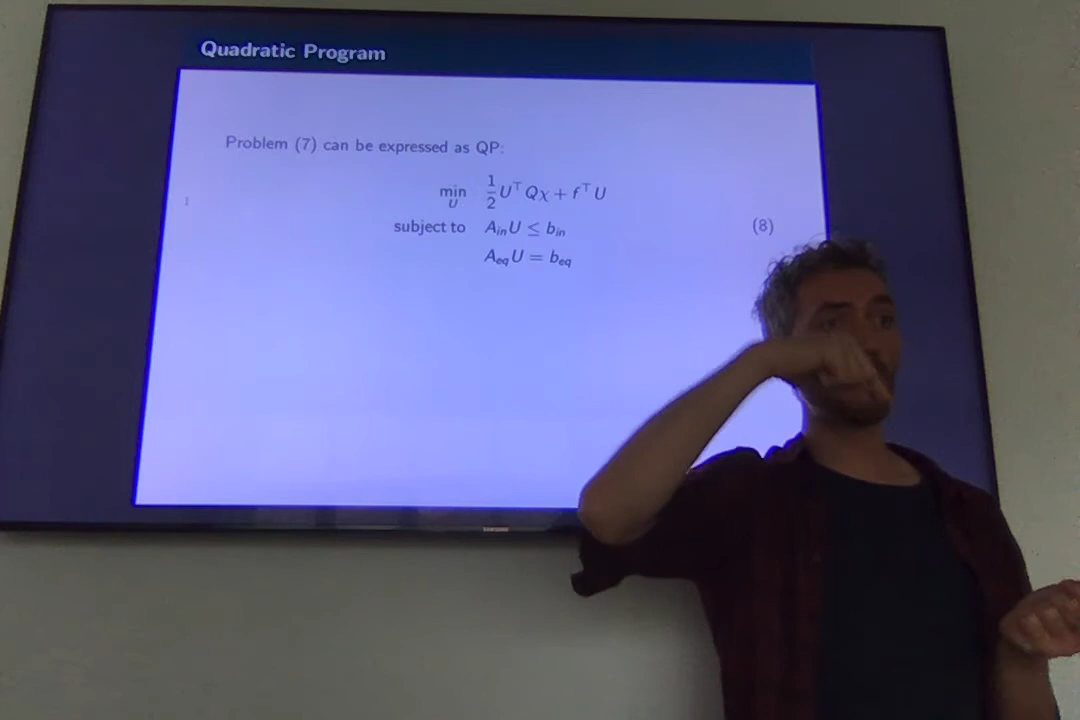 Quadratic Program
Problem (7) can be expressed as QP:
min_U ½ U^⊤ Qχ + f^⊤ U
subject to A_in U ≤ b_in (8)
A_eq U = b_eq